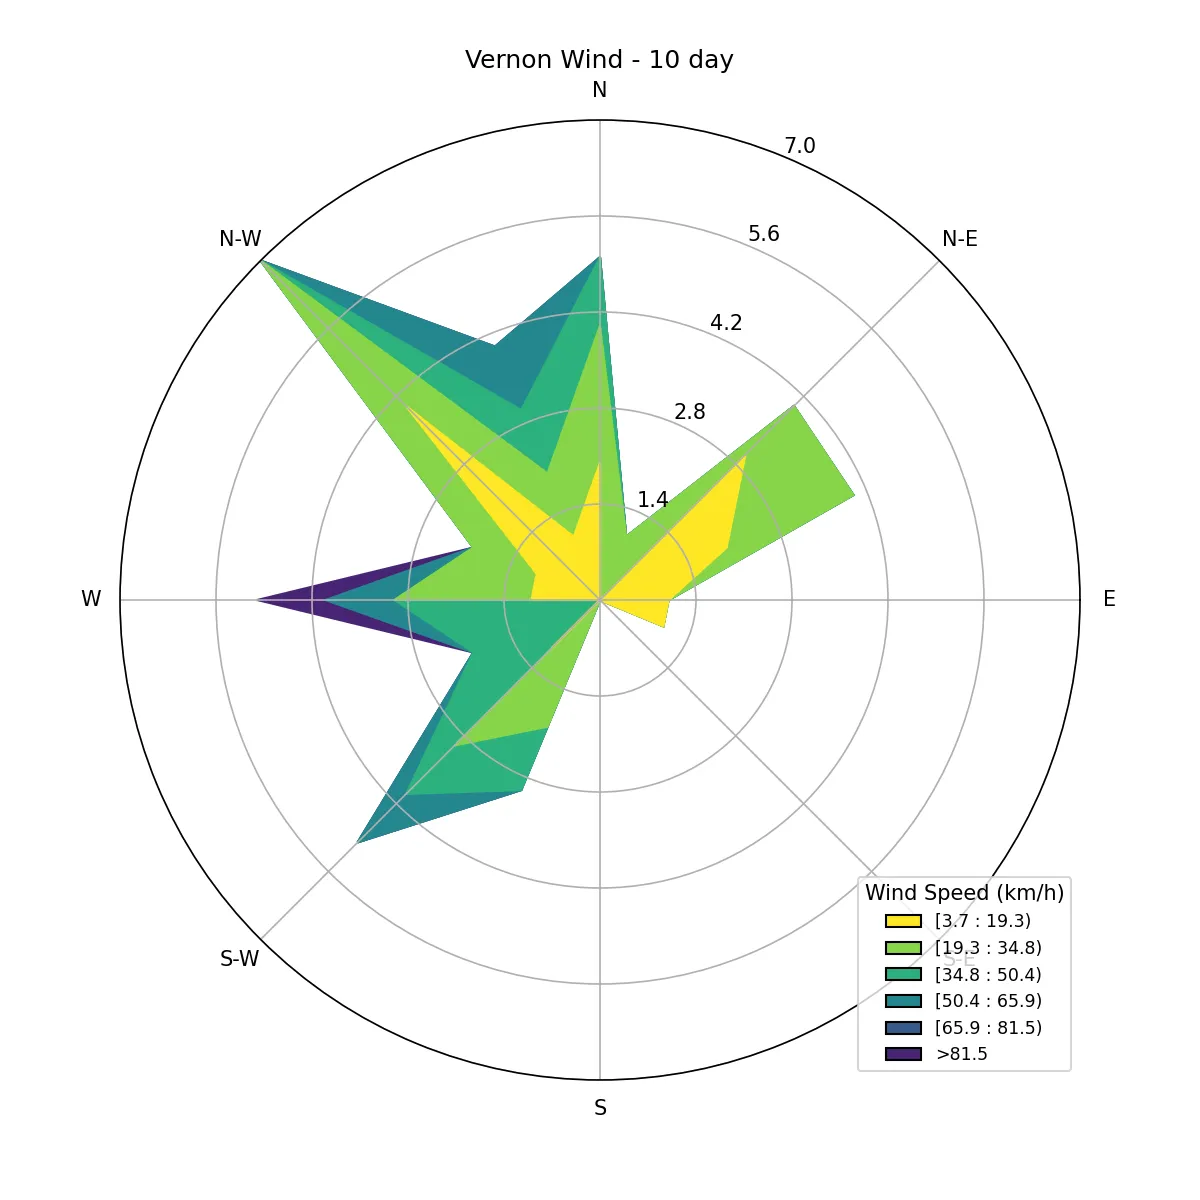 Vernon Wind - 10 day
N
7.0
N-W
5.6
N-E
4.2
2.8
1.4
W
E
Wind Speed (km/h)
[3.7 : 19.3)
[19.3 : 34.8)
S-W
S-E
[34.8 : 50.4)
[50.4 : 65.9)
[65.9 : 81.5)
>81.5
S